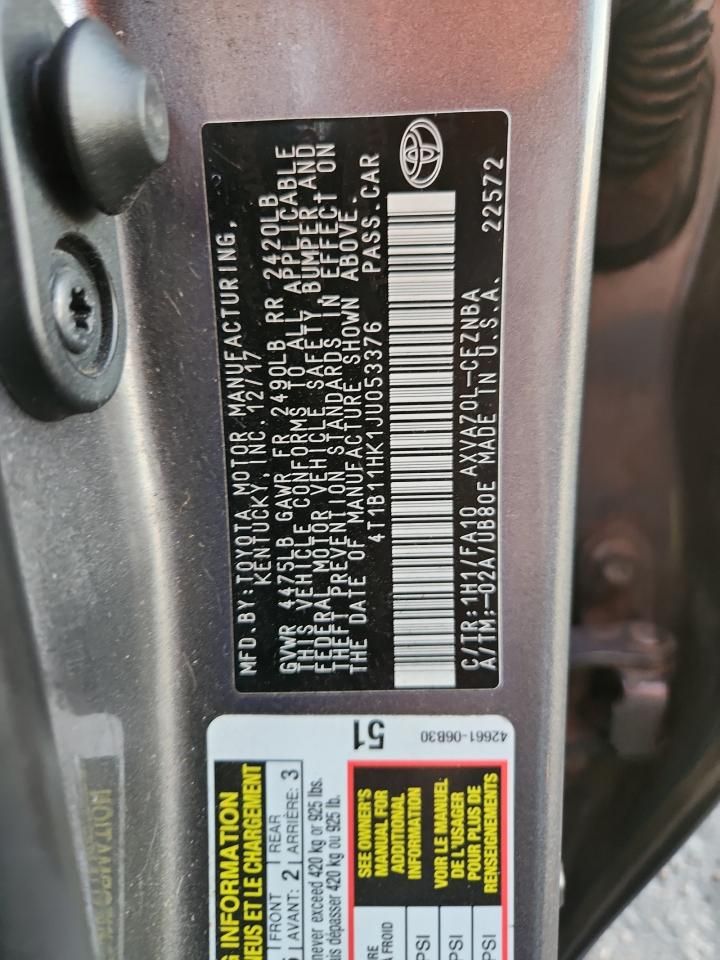 MFD. BY: TOYOTA MOTOR MANUFACTURING,
KENTUCKY, INC. 12/17
GVWR 4475LB GAWR FR 2490LB RR 2420LB
THIS VEHICLE CONFORMS TO ALL APPLICABLE
FEDERAL MOTOR VEHICLE SAFETY, BUMPER, AND
THEFT PREVENTION STANDARDS IN EFFECT ON
THE DATE OF MANUFACTURE SHOWN ABOVE.
4T1B11HK1JU053376 PASS. CAR
C/TR: 1H1/FA10 AXVA70L-CEZNBA
A/TM: -02A/UB80E MADE IN U.S.A. 22572
51
42661-06B30
G INFORMATION
NEUS ET LE CHARGEMENT
FRONT
AVANT: 2
REAR
ARRIÈRE: 3
never exceed 420 kg or 925 lbs.
ais dépasser 420 kg ou 925 lb.
SEE OWNER'S
MANUAL FOR
ADDITIONAL
INFORMATION
VOIR LE MANUEL
DE L'USAGER
POUR PLUS DE
RENSEIGNEMENTS
À FROID
PSI
PSI
PSI